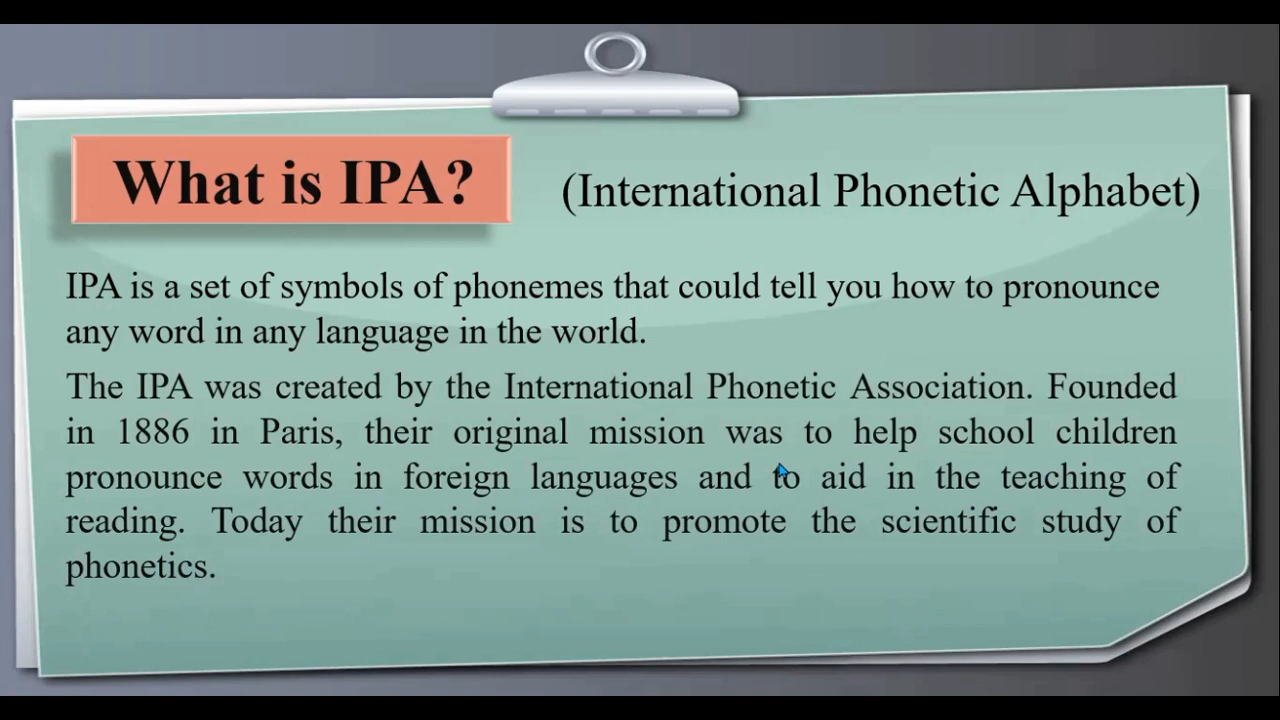 What is IPA? (International Phonetic Alphabet)
IPA is a set of symbols of phonemes that could tell you how to pronounce
any word in any language in the world.
The IPA was created by the International Phonetic Association. Founded
in 1886 in Paris, their original mission was to help school children
pronounce words in foreign languages and to aid in the teaching of
reading. Today their mission is to promote the scientific study of
phonetics.